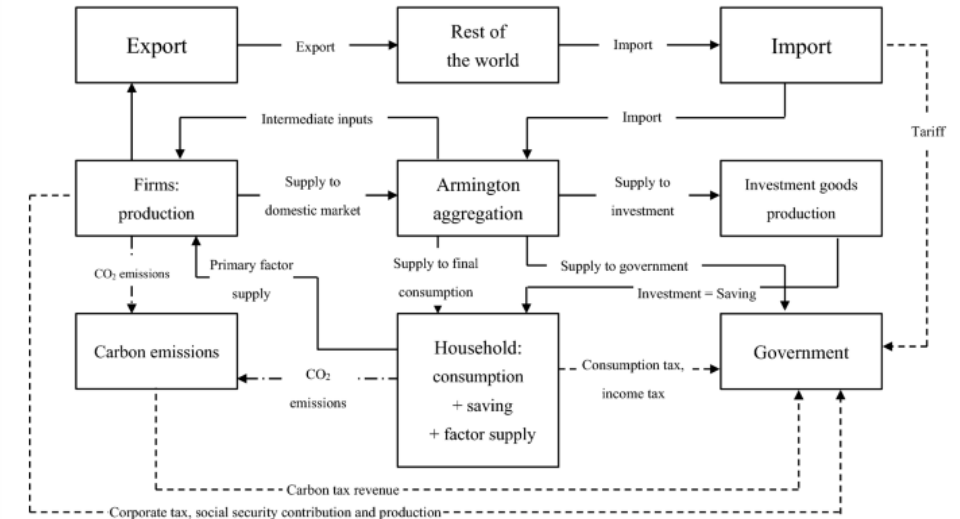 Export
Export
Rest of
the world
Import
Import
Tariff
Intermediate inputs
Import
Firms:
production
Supply to
domestic market
Armington
aggregation
Supply to
investment
Investment goods
production
CO₂ emissions
Primary factor
supply
Supply to final
consumption
Supply to government
Investment = Saving
Carbon emissions
CO₂
emissions
Household:
consumption
+ saving
+ factor supply
Consumption tax,
income tax
Government
Carbon tax revenue
Corporate tax, social security contribution and production